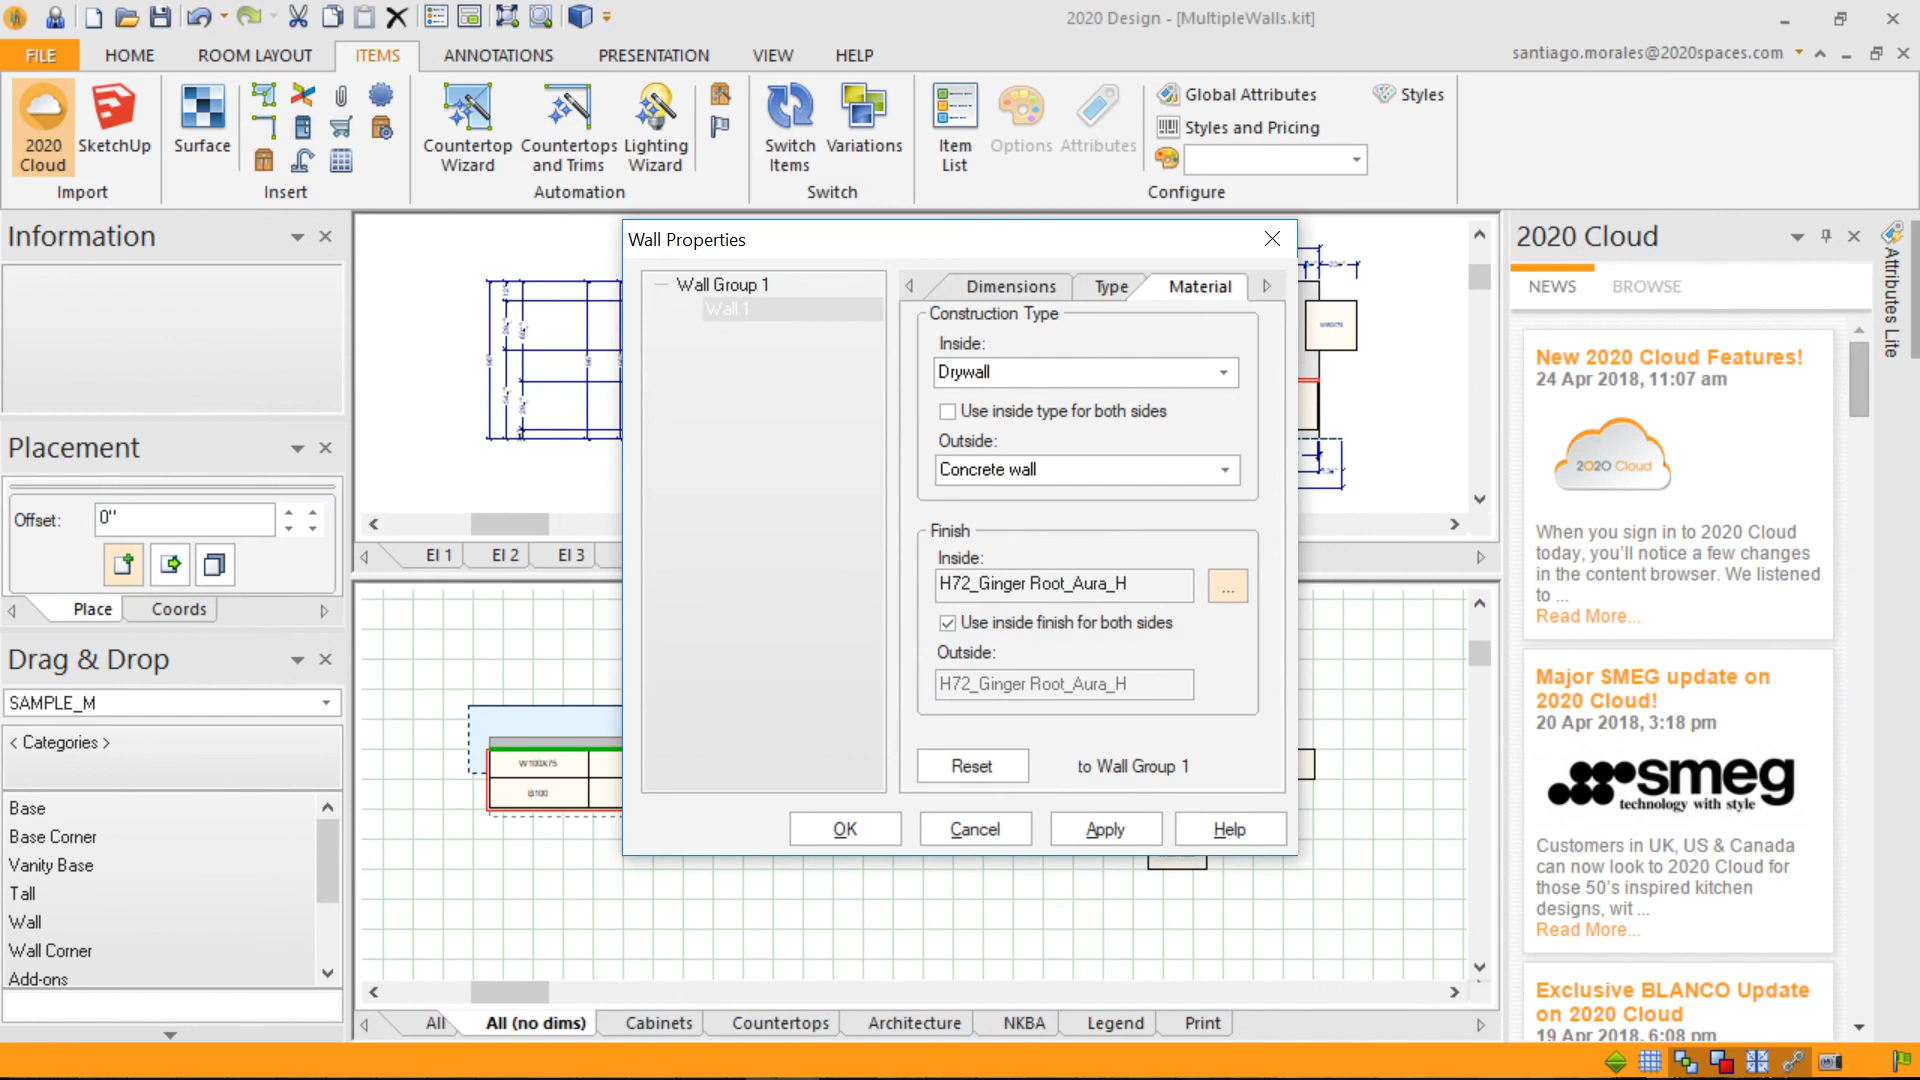 2020 Design - [MultipleWalls.kit]
FILE
HOME
ROOM LAYOUT
ITEMS
ANNOTATIONS
PRESENTATION
VIEW
HELP
santiago.morales@2020spaces.com
2020
Cloud
SketchUp
Import
Surface
Insert
Countertop
Wizard
Countertops
and Trims
Lighting
Wizard
Automation
Switch
Items
Variations
Switch
Item
List
Options
Attributes
Global Attributes
Styles and Pricing
Styles
Configure
Information
Placement
Offset:
0"
Place
Coords
Drag & Drop
SAMPLE_M
< Categories >
Base
Base Corner
Vanity Base
Tall
Wall
Wall Corner
Add-ons
El 1
El 2
El 3
W100X75
B100
All
All (no dims)
Cabinets
Countertops
Architecture
NKBA
Legend
Print
Wall Properties
Wall Group 1
Wall 1
Dimensions
Type
Material
Construction Type
Inside:
Drywall
Use inside type for both sides
Outside:
Concrete wall
Finish
Inside:
H72_Ginger Root_Aura_H
...
Use inside finish for both sides
Outside:
H72_Ginger Root_Aura_H
Reset
to Wall Group 1
OK
Cancel
Apply
Help
2020 Cloud
NEWS
BROWSE
New 2020 Cloud Features!
24 Apr 2018, 11:07 am
2020 Cloud
When you sign in to 2020 Cloud
today, you'll notice a few changes
in the content browser. We listened
to ...
Read More...
Major SMEG update on
2020 Cloud!
20 Apr 2018, 3:18 pm
smeg
technology with style
Customers in UK, US & Canada
can now look to 2020 Cloud for
those 50's inspired kitchen
designs, wit ...
Read More...
Exclusive BLANCO Update
on 2020 Cloud
19 Apr 2018, 6:08 pm
Attributes Lite